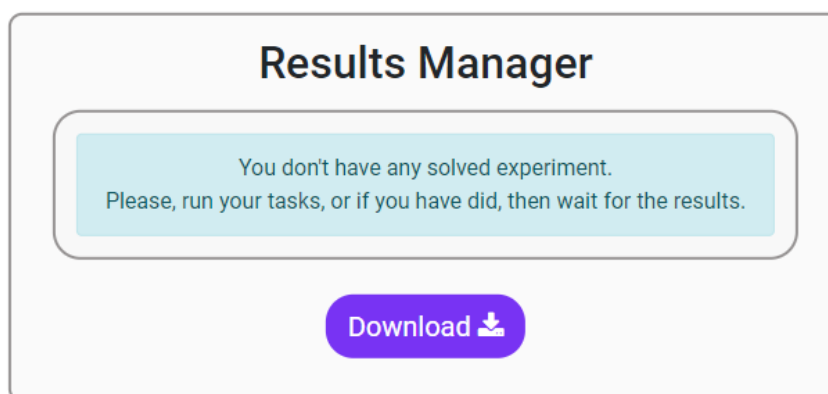 Results Manager
You don't have any solved experiment.
Please, run your tasks, or if you have did, then wait for the results.
Download